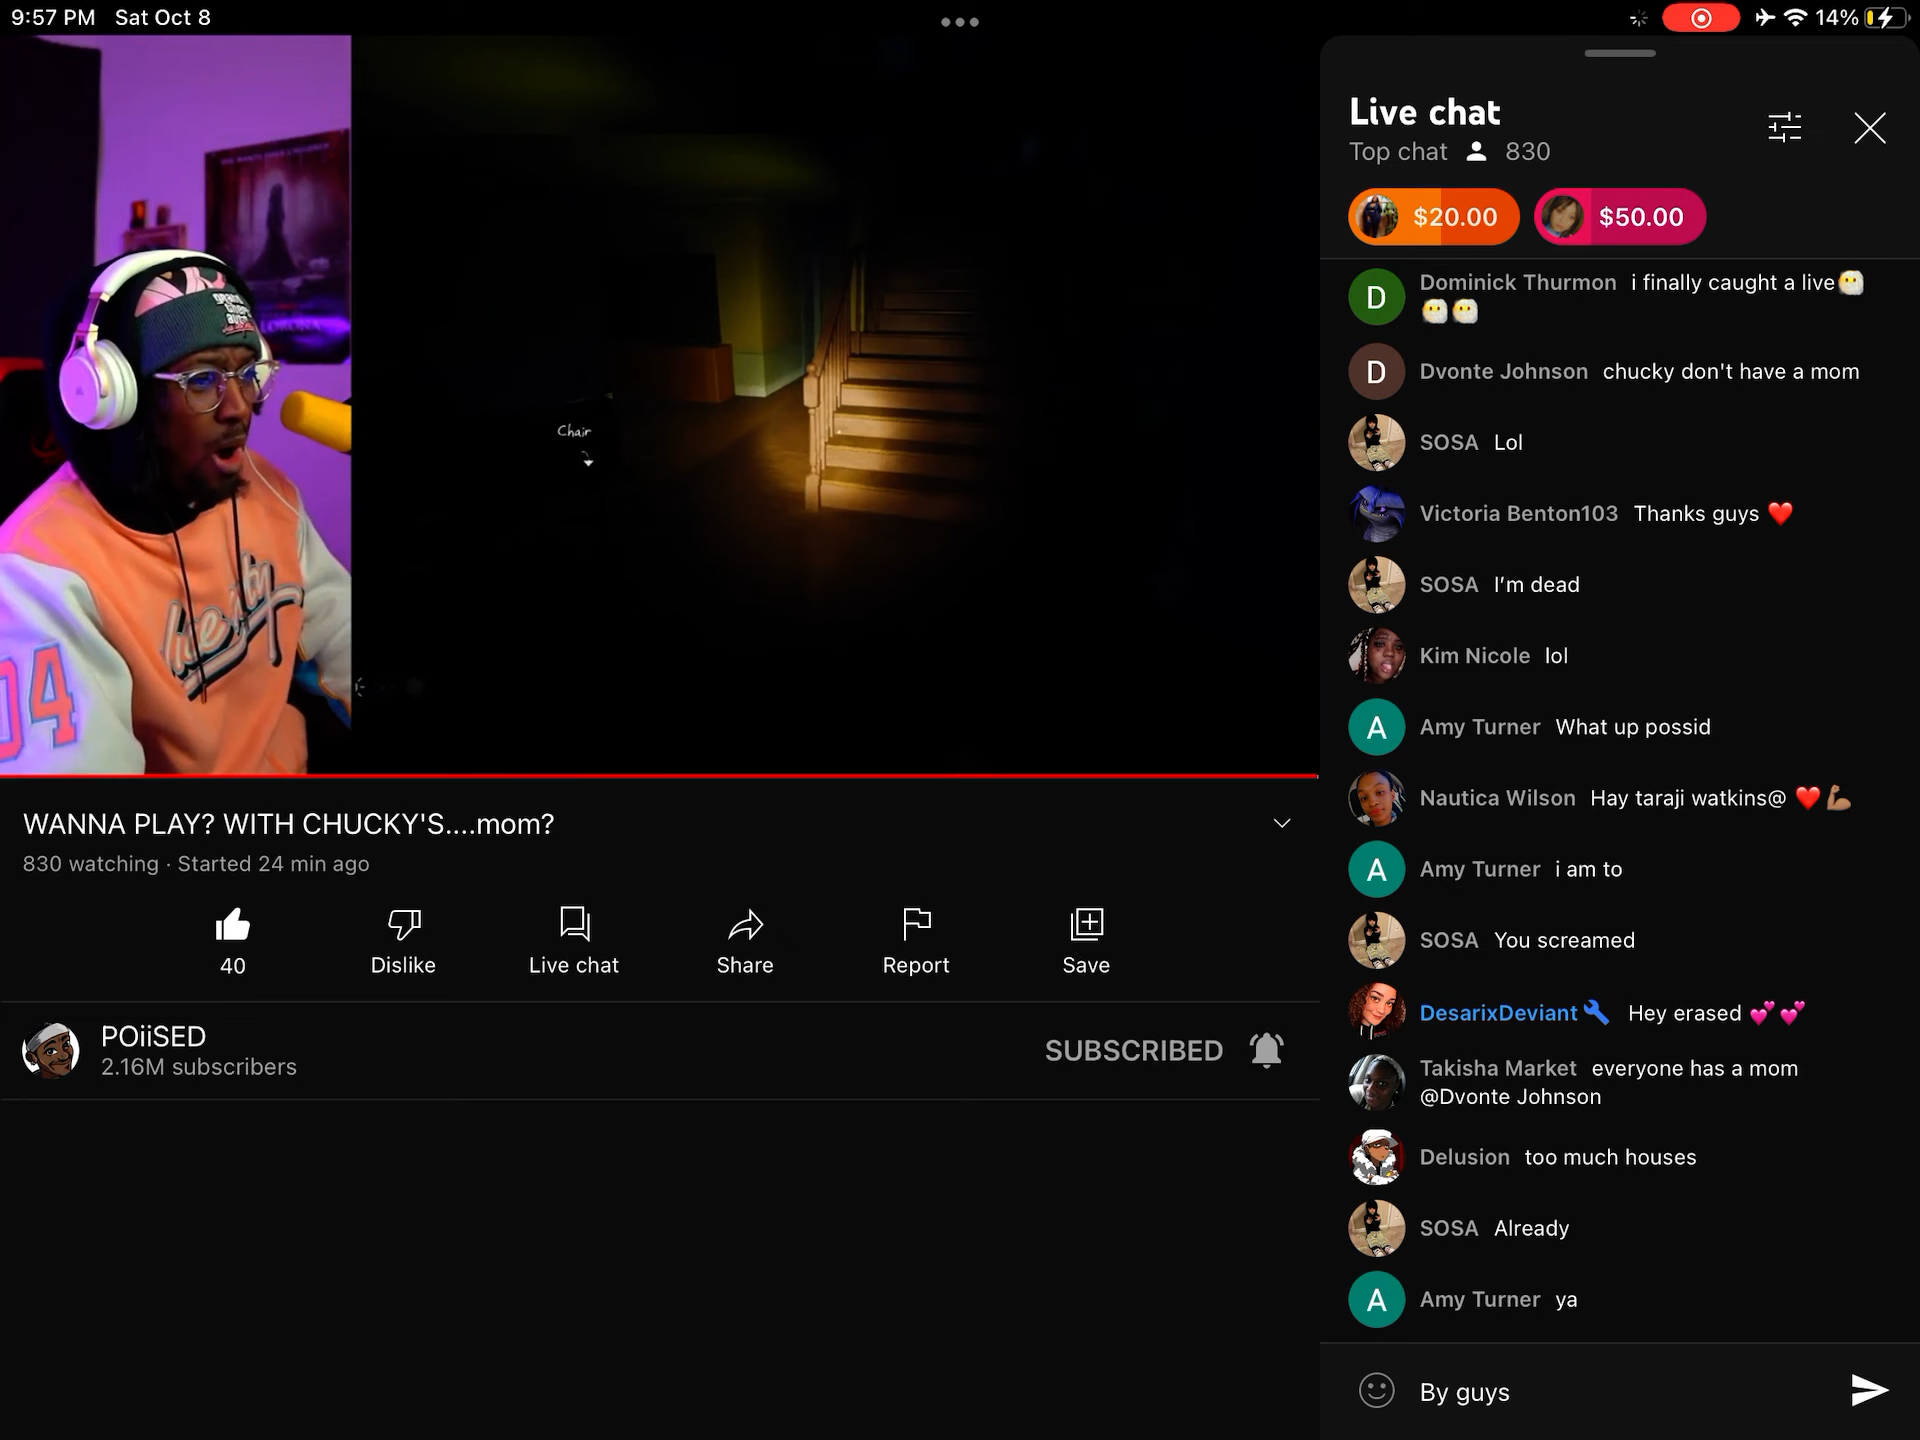 9:57 PM Sat Oct 8
14%
grand theft auto
04
Chair
WANNA PLAY? WITH CHUCKY'S....mom?
830 watching · Started 24 min ago
40
Dislike
Live chat
Share
Report
Save
POiiSED
2.16M subscribers
SUBSCRIBED
Live chat
Top chat 830
$20.00
$50.00
D
Dominick Thurmon i finally caught a live😶
😶😶
D
Dvonte Johnson chucky don't have a mom
SOSA Lol
Victoria Benton103 Thanks guys ❤️
SOSA I’m dead
Kim Nicole lol
A
Amy Turner What up possid
Nautica Wilson Hay taraji watkins@ ❤️💪🏽
A
Amy Turner i am to
SOSA You screamed
DesarixDeviant🔧 Hey erased 💕💕
Takisha Market everyone has a mom
@Dvonte Johnson
Delusion too much houses
SOSA Already
A
Amy Turner ya
By guys